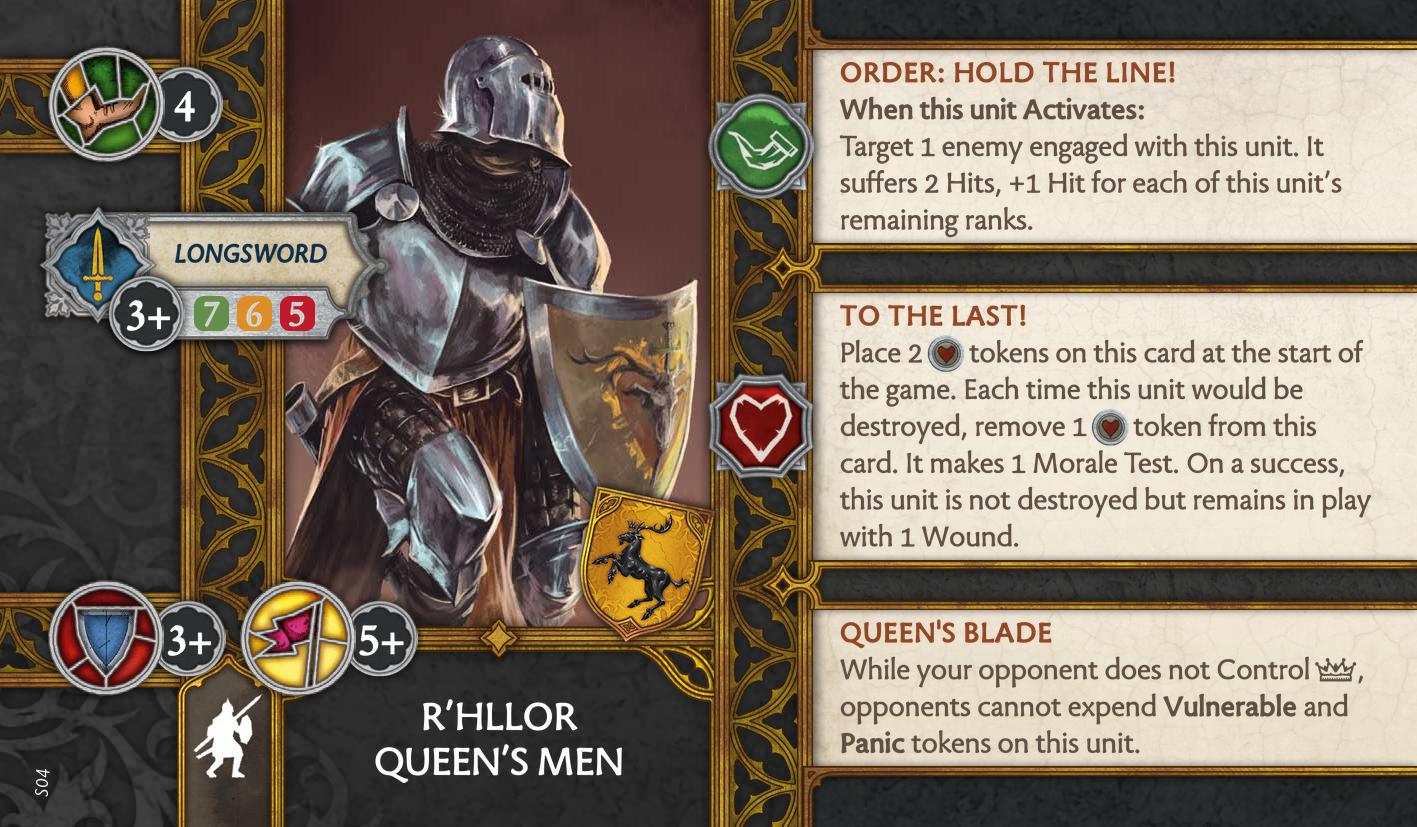 4
LONGSWORD
3+ 7 6 5
3+ 5+
R'HLLOR
QUEEN'S MEN
S04
ORDER: HOLD THE LINE!
When this unit Activates:
Target 1 enemy engaged with this unit. It
suffers 2 Hits, +1 Hit for each of this unit's
remaining ranks.
TO THE LAST!
Place 2 tokens on this card at the start of
the game. Each time this unit would be
destroyed, remove 1 token from this
card. It makes 1 Morale Test. On a success,
this unit is not destroyed but remains in play
with 1 Wound.
QUEEN'S BLADE
While your opponent does not Control ,
opponents cannot expend Vulnerable and
Panic tokens on this unit.